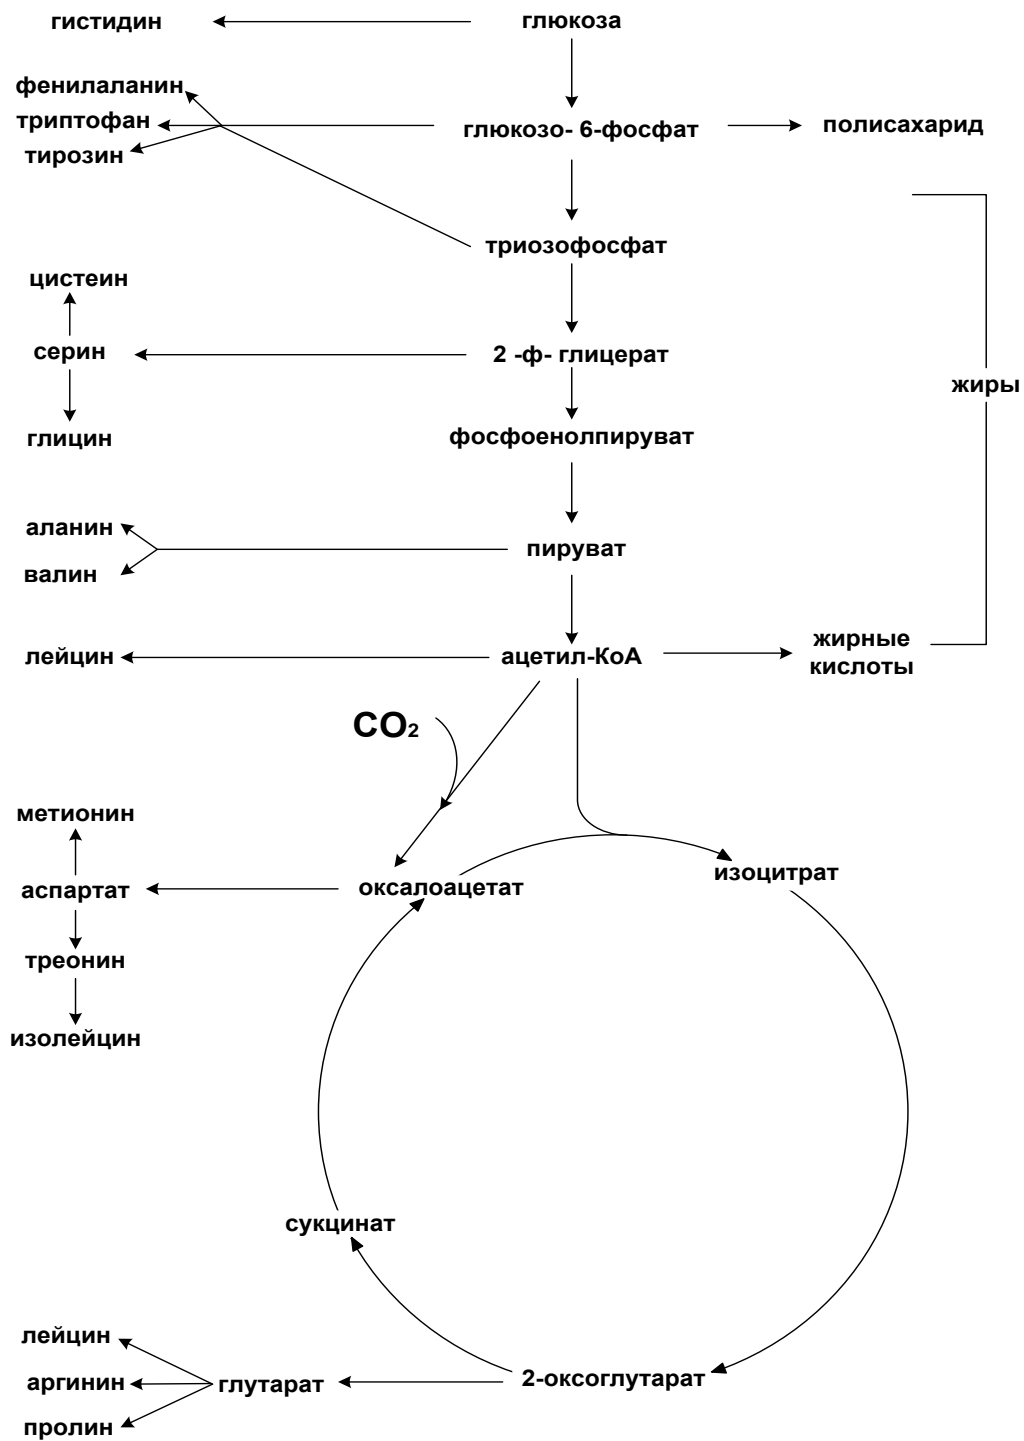 гистидин
глюкоза
фенилаланин
триптофан
тирозин
глюкозо- 6-фосфат
полисахарид
триозофосфат
цистеин
серин
2 -ф- глицерат
жиры
глицин
фосфоенолпируват
аланин
пируват
валин
лейцин
ацетил-КоА
жирные
кислоты
CO2
метионин
аспартат
оксалоацетат
изоцитрат
треонин
изолейцин
сукцинат
лейцин
аргинин
глутарат
2-оксоглутарат
пролин